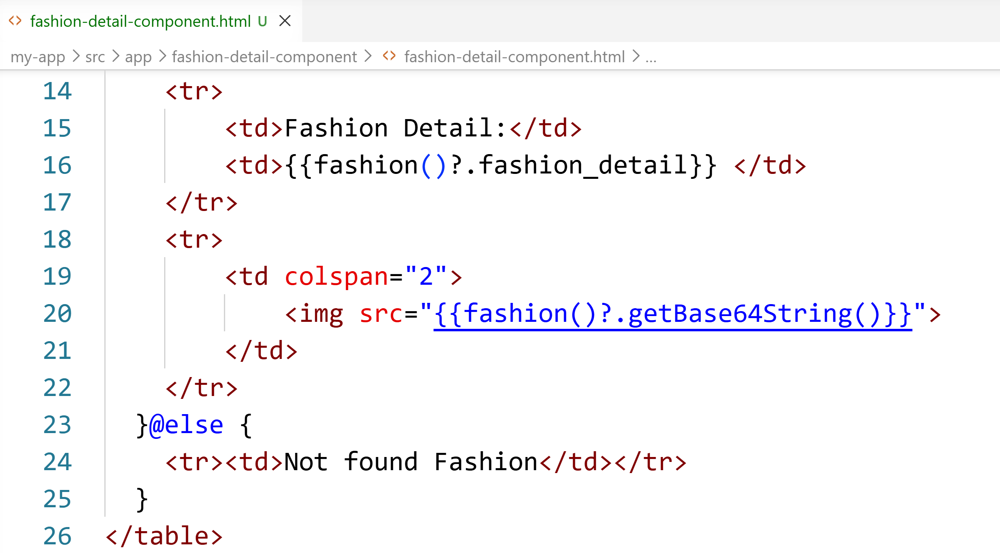 fashion-detail-component.html U
my-app > src > app > fashion-detail-component > fashion-detail-component.html > ...
14 <tr>
15 <td>Fashion Detail:</td>
16 <td>{{fashion()?.fashion_detail}} </td>
17 </tr>
18 <tr>
19 <td colspan="2">
20 <img src="{{fashion()?.getBase64String()}}">
21 </td>
22 </tr>
23 }@else {
24 <tr><td>Not found Fashion</td></tr>
25 }
26 </table>